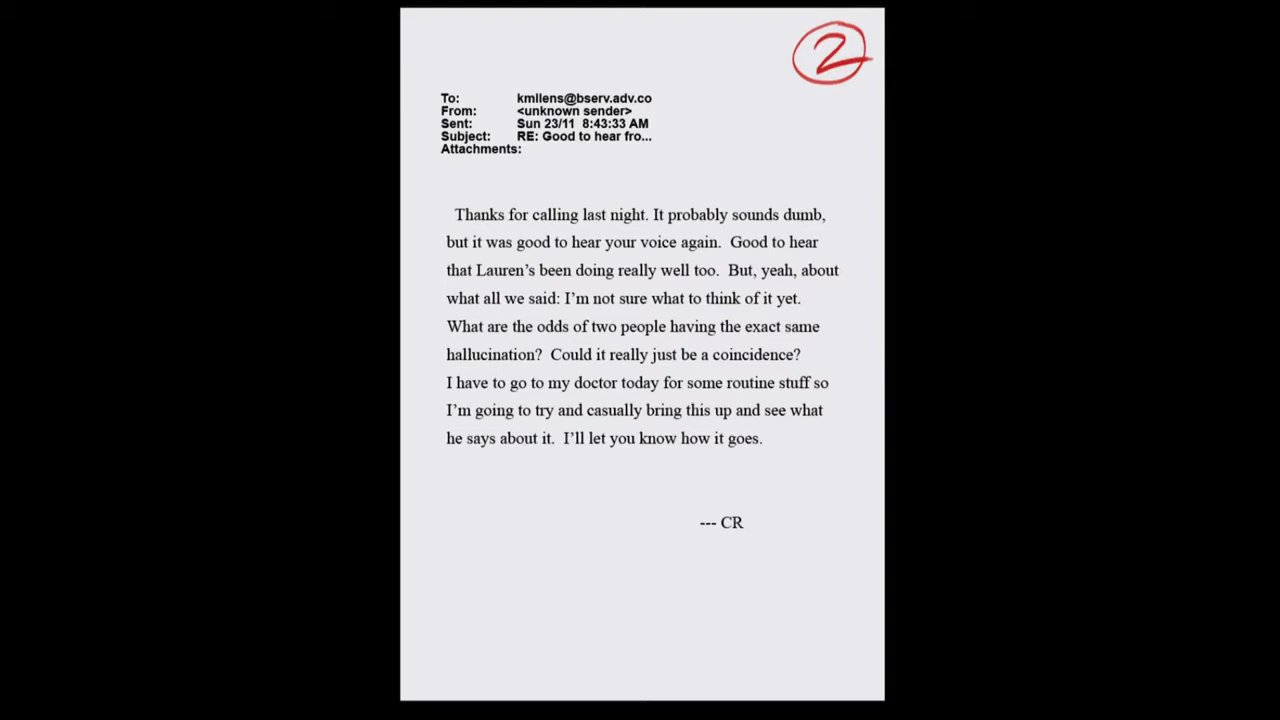 2
To: kmllens@bserv.adv.co
From: <unknown sender>
Sent: Sun 23/11 8:43:33 AM
Subject: RE: Good to hear fro...
Attachments:
Thanks for calling last night. It probably sounds dumb,
but it was good to hear your voice again.  Good to hear
that Lauren’s been doing really well too.  But, yeah, about
what all we said: I’m not sure what to think of it yet.
What are the odds of two people having the exact same
hallucination?  Could it really just be a coincidence?
I have to go to my doctor today for some routine stuff so
I’m going to try and casually bring this up and see what
he says about it.  I’ll let you know how it goes.
--- CR